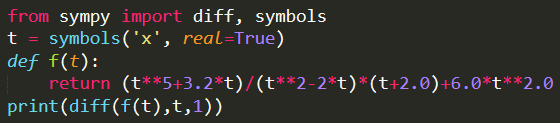 from sympy import diff, symbols
t = symbols('x', real=True)
def f(t):
    return (t**5+3.2*t)/(t**2-2*t)*(t+2.0)+6.0*t**2.0
print(diff(f(t),t,1))